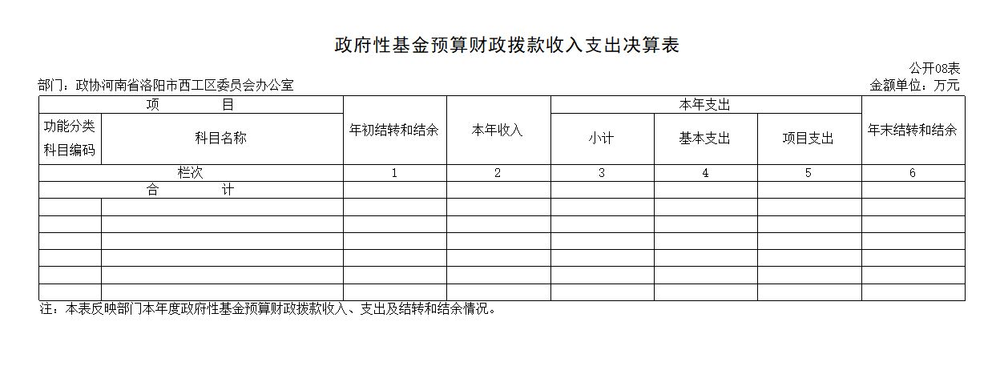 政府性基金预算财政拨款收入支出决算表
公开08表
部门：政协河南省洛阳市西工区委员会办公室 金额单位：万元
项 目 年初结转和结余 本年收入 本年支出 年末结转和结余
功能分类科目编码 科目名称 小计 基本支出 项目支出
栏次 1 2 3 4 5 6
合 计
注：本表反映部门本年度政府性基金预算财政拨款收入、支出及结转和结余情况。